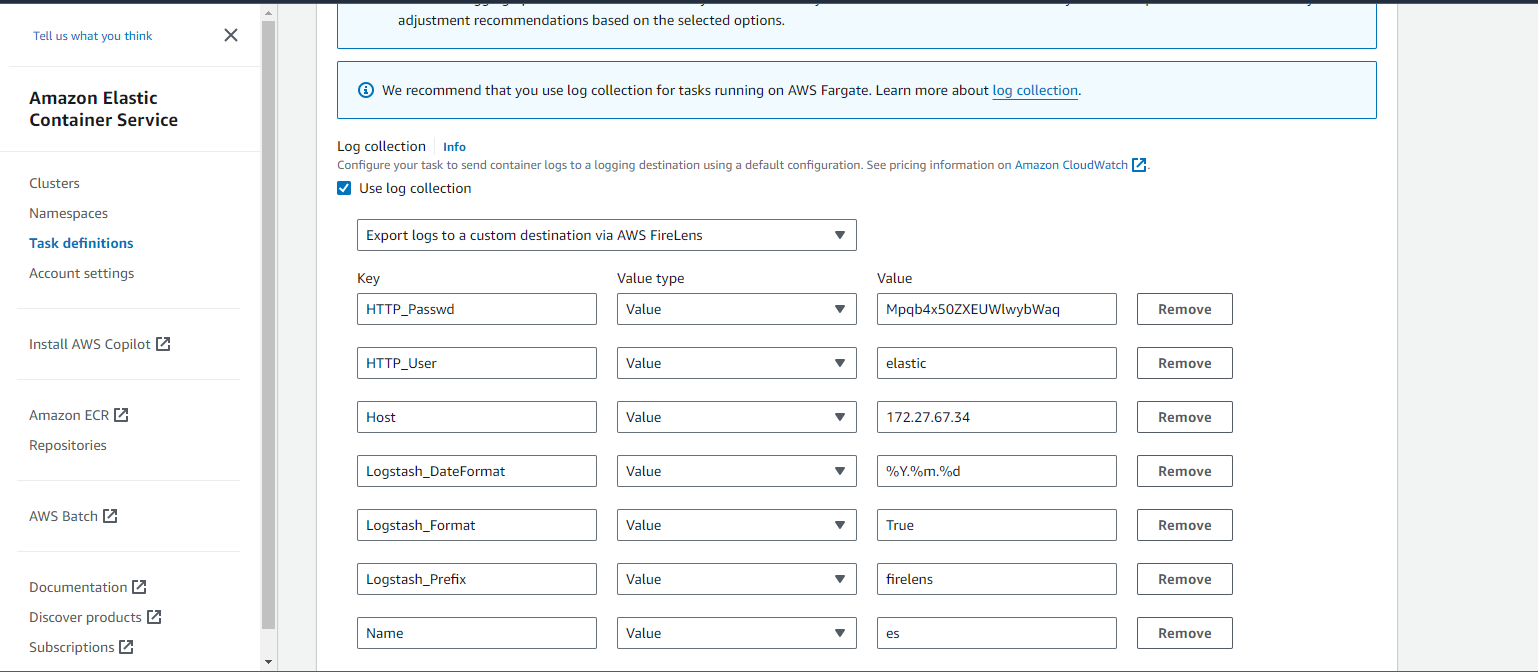 adjustment recommendations based on the selected options.
Tell us what you think
Amazon Elastic
Container Service
Clusters
Namespaces
Task definitions
Account settings
Install AWS Copilot
Amazon ECR
Repositories
AWS Batch
Documentation
Discover products
Subscriptions
We recommend that you use log collection for tasks running on AWS Fargate. Learn more about log collection.
Log collection Info
Configure your task to send container logs to a logging destination using a default configuration. See pricing information on Amazon CloudWatch.
Use log collection
Export logs to a custom destination via AWS FireLens
Key Value type Value
HTTP_Passwd Value Mpqb4x50ZXEUWlwybWaq Remove
HTTP_User Value elastic Remove
Host Value 172.27.67.34 Remove
Logstash_DateFormat Value %Y.%m.%d Remove
Logstash_Format Value True Remove
Logstash_Prefix Value firelens Remove
Name Value es Remove